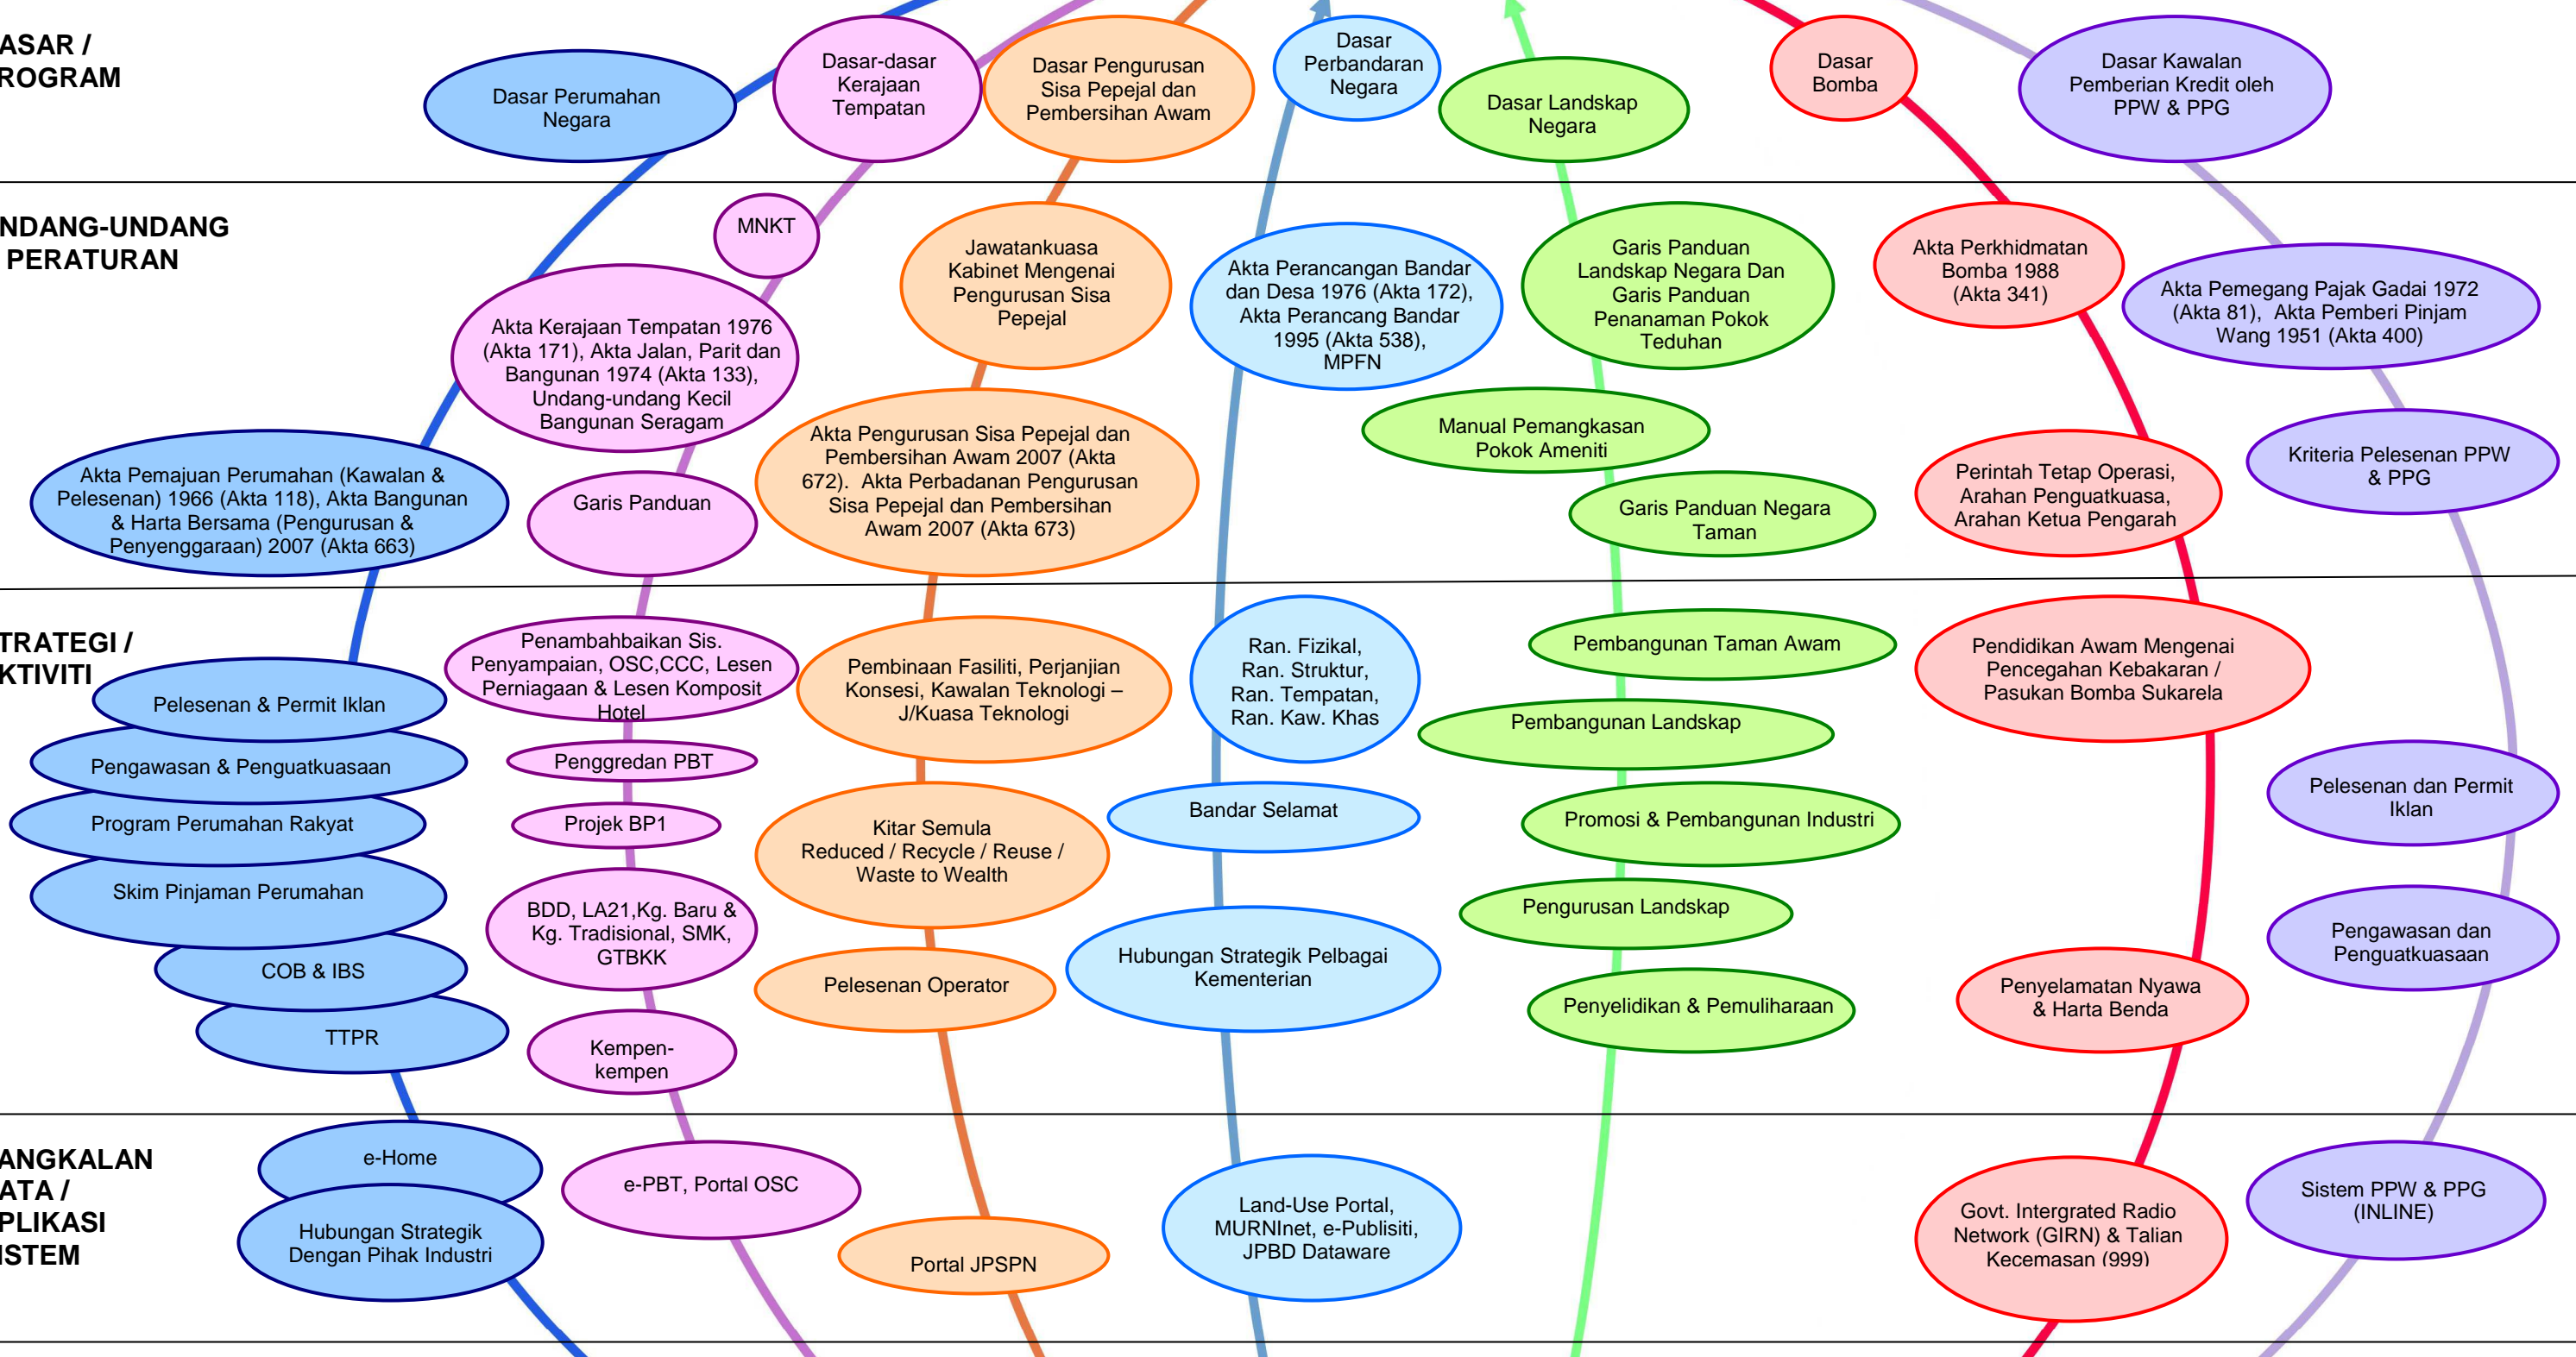 ASAR /
ROGRAM
Dasar Perumahan
Negara
Dasar-dasar
Kerajaan
Tempatan
Dasar Pengurusan
Sisa Pepejal dan
Pembersihan Awam
Dasar
Perbandaran
Negara
Dasar Landskap
Negara
Dasar
Bomba
Dasar Kawalan
Pemberian Kredit oleh
PPW & PPG
NDANG-UNDANG
PERATURAN
Akta Pemajuan Perumahan (Kawalan &
Pelesenan) 1966 (Akta 118), Akta Bangunan
& Harta Bersama (Pengurusan &
Penyenggaraan) 2007 (Akta 663)
MNKT
Akta Kerajaan Tempatan 1976
(Akta 171), Akta Jalan, Parit dan
Bangunan 1974 (Akta 133),
Undang-undang Kecil
Bangunan Seragam
Garis Panduan
Jawatankuasa
Kabinet Mengenai
Pengurusan Sisa
Pepejal
Akta Pengurusan Sisa Pepejal dan
Pembersihan Awam 2007 (Akta
672). Akta Perbadanan Pengurusan
Sisa Pepejal dan Pembersihan
Awam 2007 (Akta 673)
Akta Perancangan Bandar
dan Desa 1976 (Akta 172),
Akta Perancang Bandar
1995 (Akta 538),
MPFN
Garis Panduan
Landskap Negara Dan
Garis Panduan
Penanaman Pokok
Teduhan
Manual Pemangkasan
Pokok Ameniti
Garis Panduan Negara
Taman
Akta Perkhidmatan
Bomba 1988
(Akta 341)
Perintah Tetap Operasi,
Arahan Penguatkuasa,
Arahan Ketua Pengarah
Akta Pemegang Pajak Gadai 1972
(Akta 81), Akta Pemberi Pinjam
Wang 1951 (Akta 400)
Kriteria Pelesenan PPW
& PPG
TRATEGI /
KTIVITI
Pelesenan & Permit Iklan
Pengawasan & Penguatkuasaan
Program Perumahan Rakyat
Skim Pinjaman Perumahan
COB & IBS
TTPR
Penambahbaikan Sis.
Penyampaian, OSC,CCC, Lesen
Perniagaan & Lesen Komposit
Hotel
Penggredan PBT
Projek BP1
BDD, LA21,Kg. Baru &
Kg. Tradisional, SMK,
GTBKK
Kempen-
kempen
Pembinaan Fasiliti, Perjanjian
Konsesi, Kawalan Teknologi –
J/Kuasa Teknologi
Kitar Semula
Reduced / Recycle / Reuse /
Waste to Wealth
Pelesenan Operator
Ran. Fizikal,
Ran. Struktur,
Ran. Tempatan,
Ran. Kaw. Khas
Bandar Selamat
Hubungan Strategik Pelbagai
Kementerian
Pembangunan Taman Awam
Pembangunan Landskap
Promosi & Pembangunan Industri
Pengurusan Landskap
Penyelidikan & Pemuliharaan
Pendidikan Awam Mengenai
Pencegahan Kebakaran /
Pasukan Bomba Sukarela
Penyelamatan Nyawa
& Harta Benda
Pelesenan dan Permit
Iklan
Pengawasan dan
Penguatkuasaan
ANGKALAN
ATA /
PLIKASI
ISTEM
e-Home
Hubungan Strategik
Dengan Pihak Industri
e-PBT, Portal OSC
Portal JPSPN
Land-Use Portal,
MURNInet, e-Publisiti,
JPBD Dataware
Govt. Intergrated Radio
Network (GIRN) & Talian
Kecemasan (999)
Sistem PPW & PPG
(INLINE)